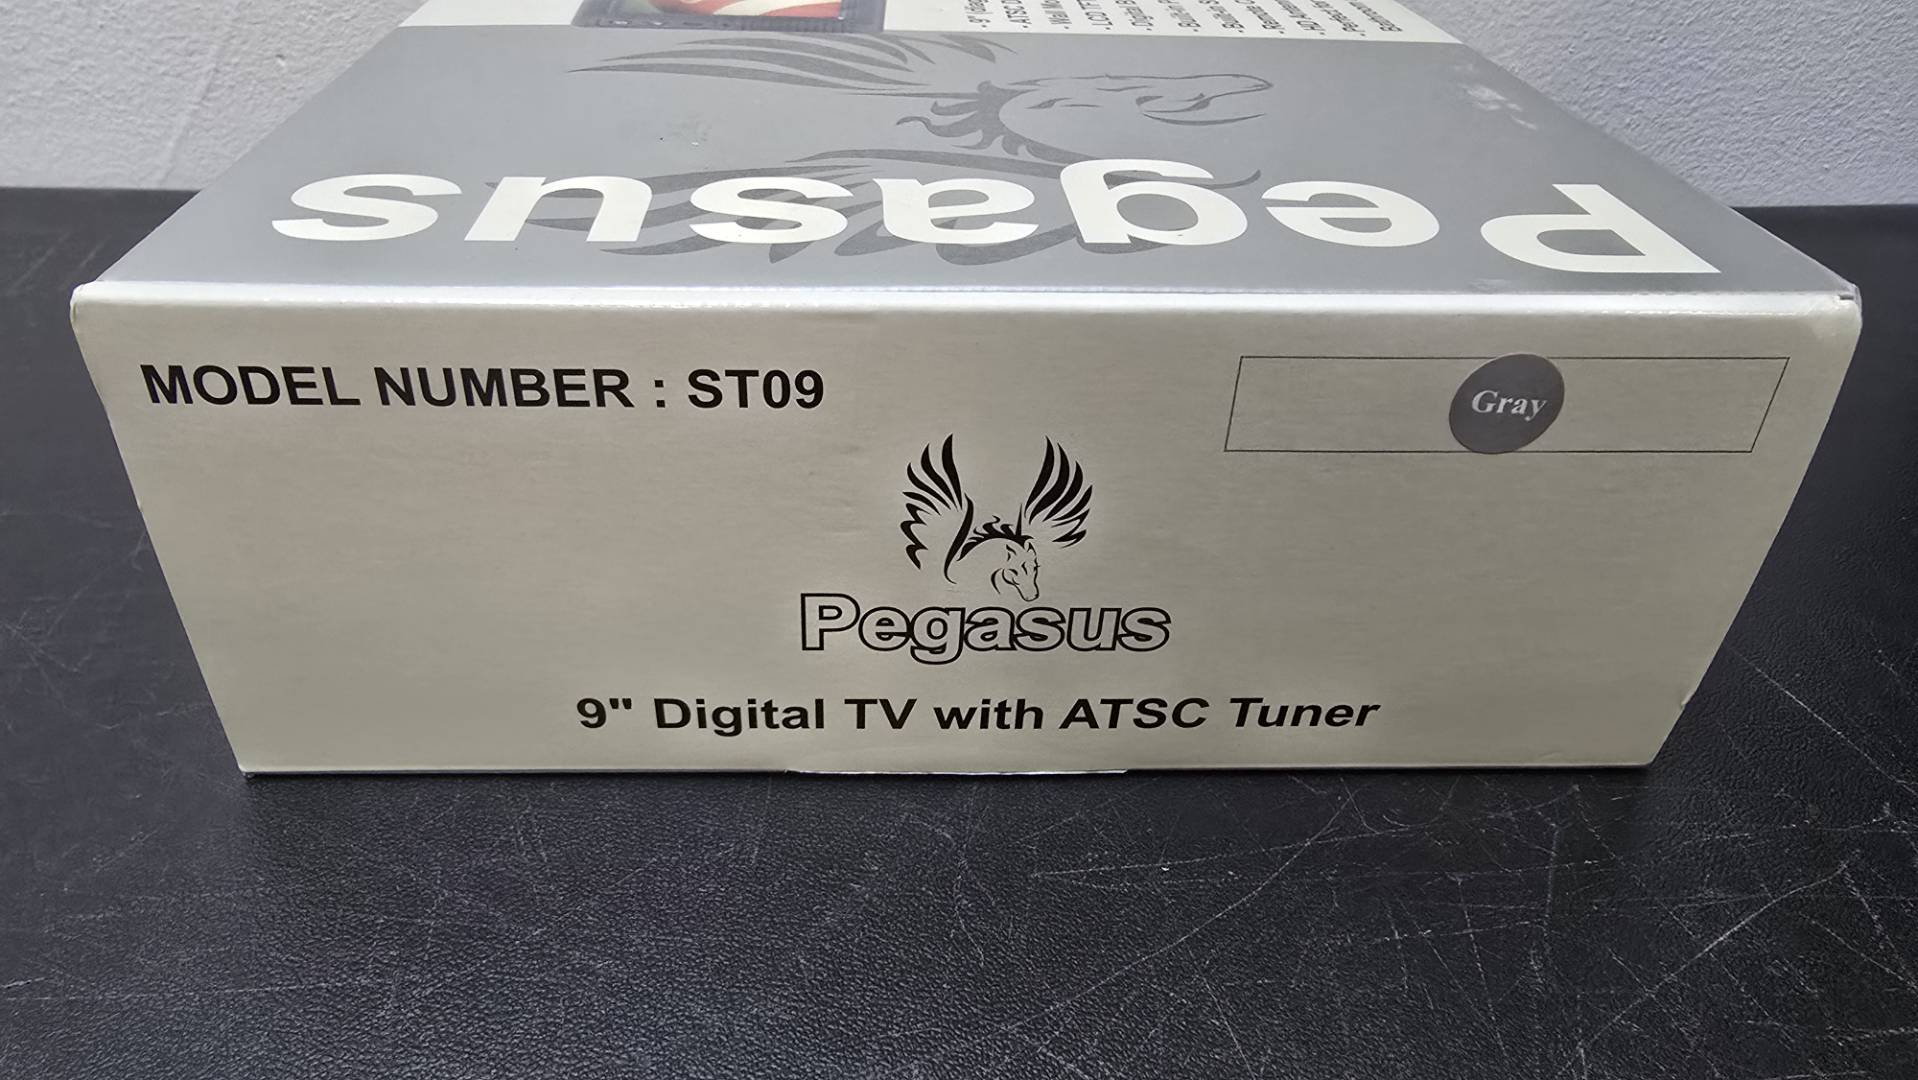 Pegasus
MODEL NUMBER : ST09
Gray
Pegasus
9" Digital TV with ATSC Tuner